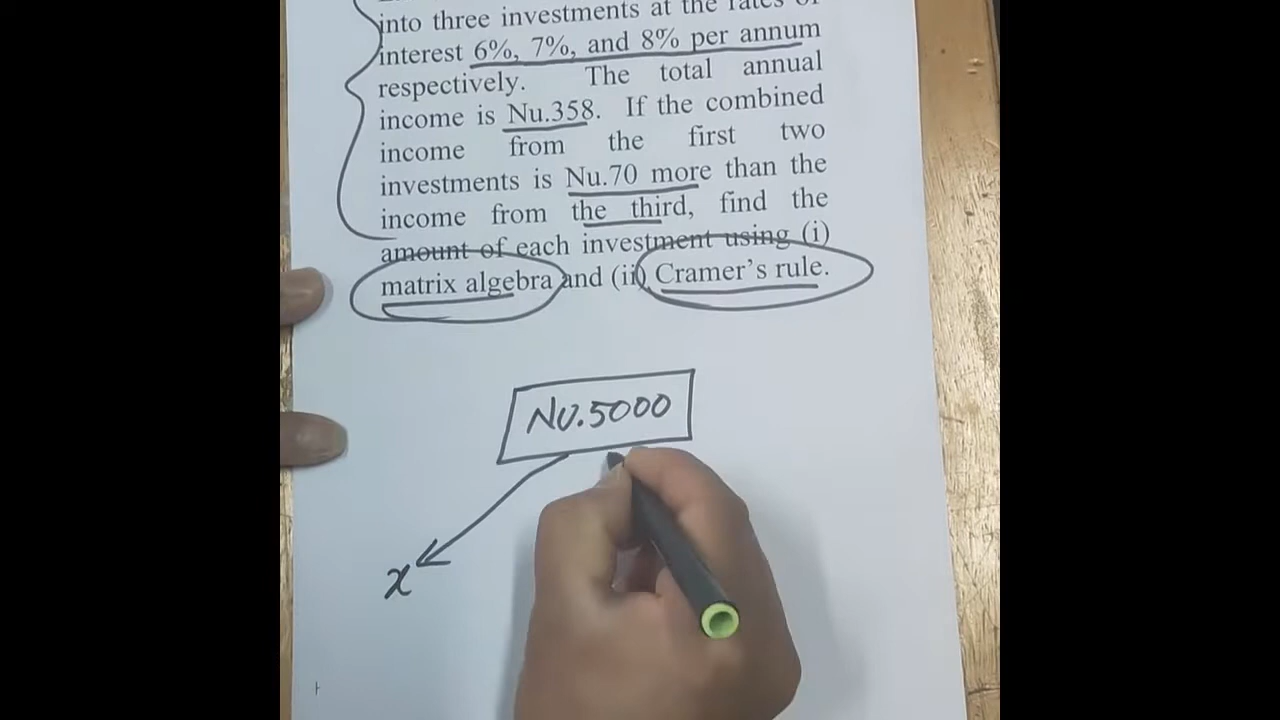 into three investments at the rates of
interest 6%, 7%, and 8% per annum
respectively. The total annual
income is Nu.358. If the combined
income from the first two
investments is Nu.70 more than the
income from the third, find the
amount of each investment using (i)
matrix algebra and (ii) Cramer's rule.
NU.5000
x